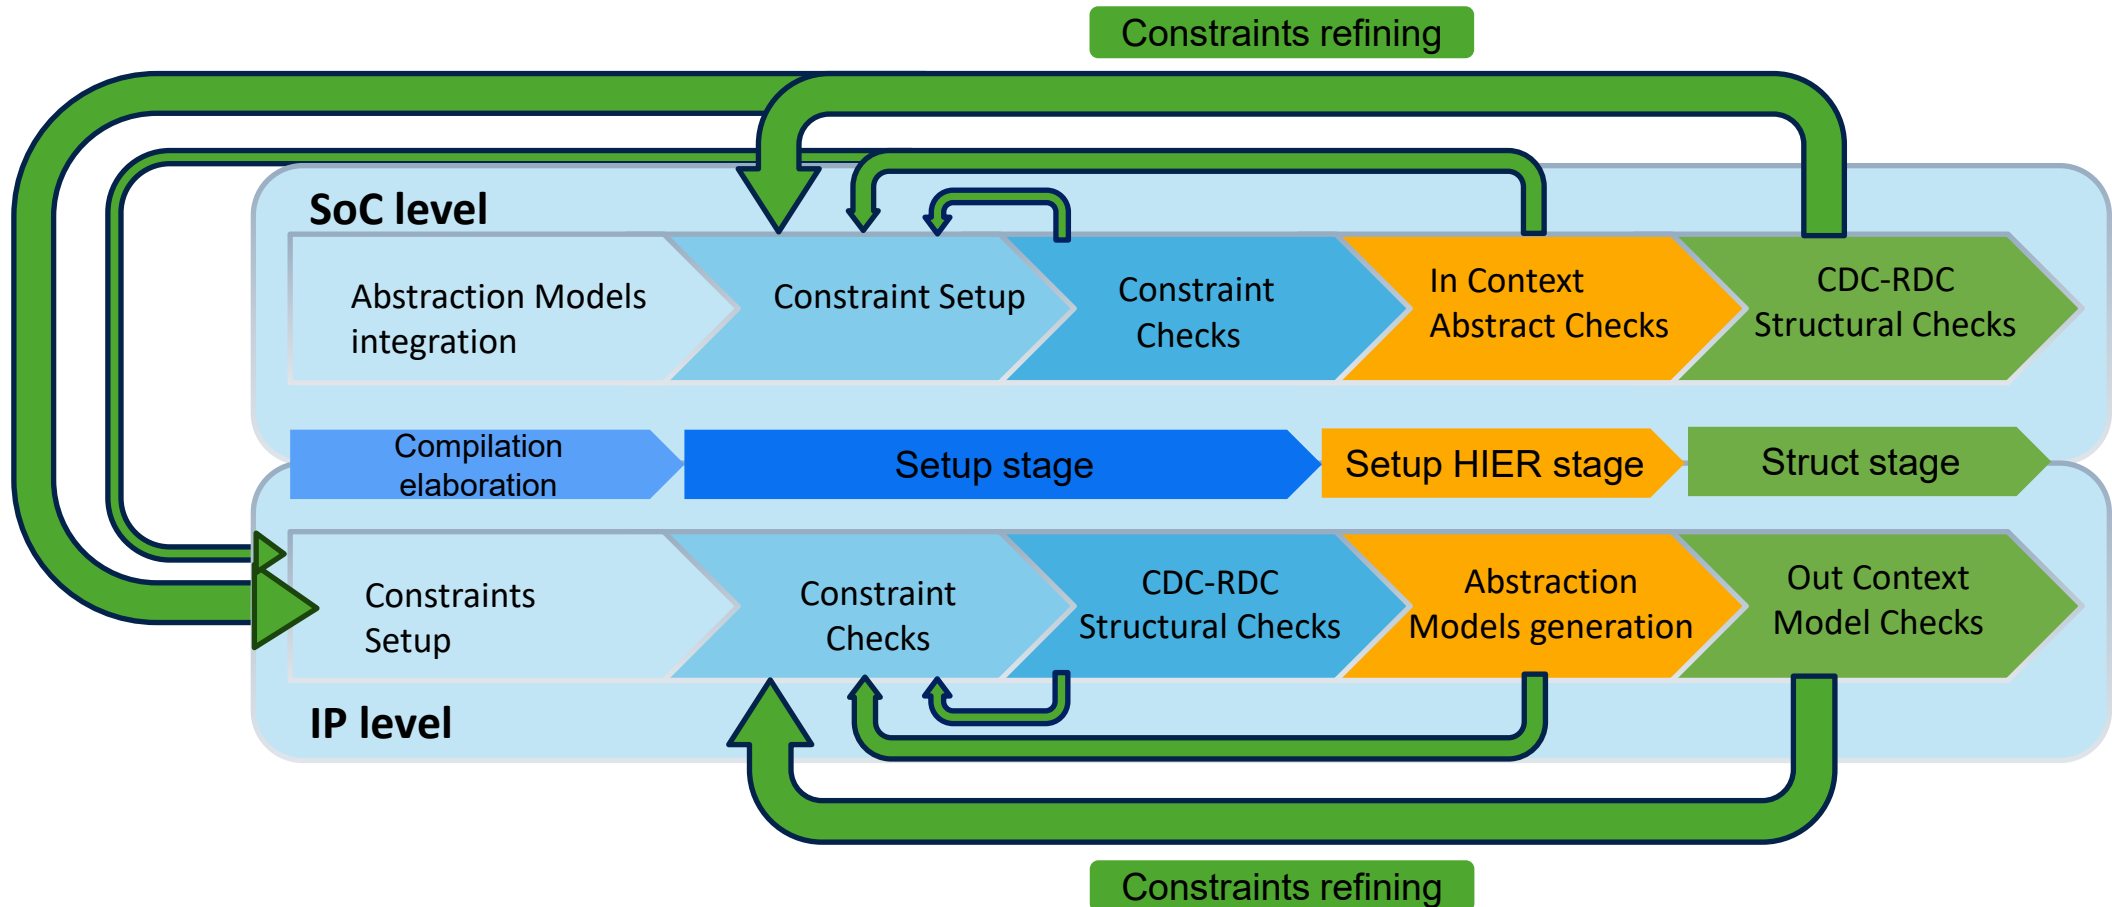 Constraints refining
SoC level
Abstraction Models
integration
Constraint Setup
Constraint
Checks
In Context
Abstract Checks
CDC-RDC
Structural Checks
Compilation
elaboration
Setup stage
Setup HIER stage
Struct stage
Constraints
Setup
Constraint
Checks
CDC-RDC
Structural Checks
Abstraction
Models generation
Out Context
Model Checks
IP level
Constraints refining